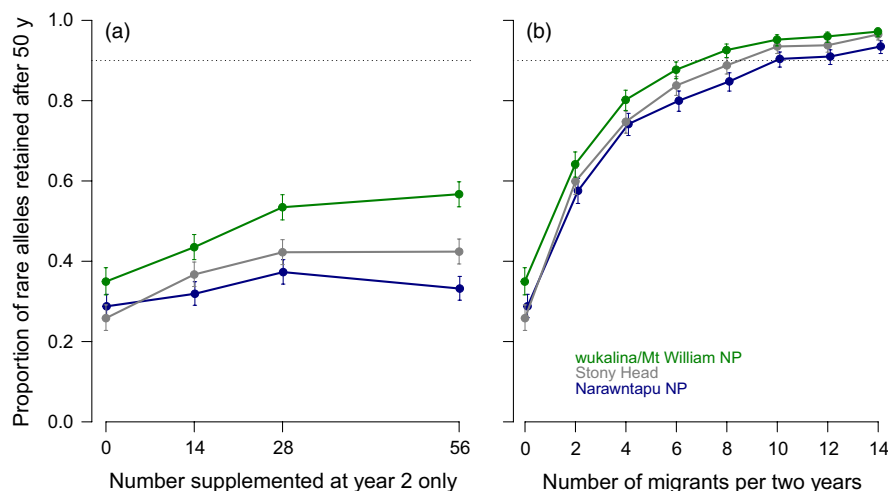 Proportion of rare alleles retained after 50 y
(a)
1.0
0.8
0.6
0.4
0.2
0.0
0 14 28 56
Number supplemented at year 2 only
(b)
wukalina/Mt William NP
Stony Head
Narawntapu NP
0 2 4 6 8 10 12 14
Number of migrants per two years